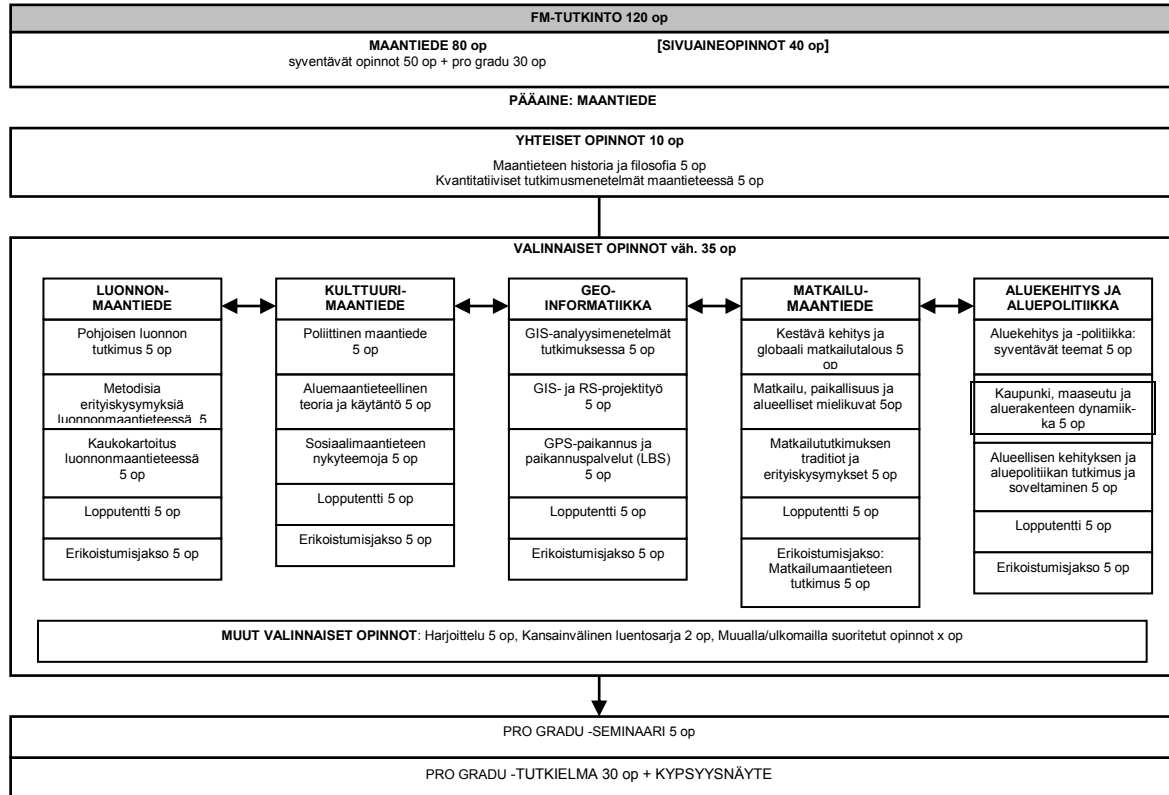 FM-TUTKINTO 120 op
MAANTIEDE 80 op [SIVUAINEOPINNOT 40 op]
syventävät opinnot 50 op + pro gradu 30 op
PÄÄAINE: MAANTIEDE
YHTEISET OPINNOT 10 op
Maantieteen historia ja filosofia 5 op
Kvantitatiiviset tutkimusmenetelmät maantieteessä 5 op
VALINNAISET OPINNOT väh. 35 op
LUONNON-
MAANTIEDE
Pohjoisen luonnon
tutkimus 5 op
Metodisia
erityiskysymyksiä
luonnonmaantieteessä 5
Kaukokartoitus
luonnonmaantieteessä
5 op
Lopputentti 5 op
Erikoistumisjakso 5 op
KULTTUURI-
MAANTIEDE
Poliittinen maantiede
5 op
Aluemaantieteellinen
teoria ja käytäntö 5 op
Sosiaalimaantieteen
nykyteemoja 5 op
Lopputentti 5 op
Erikoistumisjakso 5 op
GEO-
INFORMATIIKKA
GIS-analyysimenetelmät
tutkimuksessa 5 op
GIS- ja RS-projektityö
5 op
GPS-paikannus ja
paikannuspalvelut (LBS)
5 op
Lopputentti 5 op
Erikoistumisjakso 5 op
MATKAILU-
MAANTIEDE
Kestävä kehitys ja
globaali matkailutalous 5
op
Matkailu, paikallisuus ja
alueelliset mielikuvat 5op
Matkailututkimuksen
traditiot ja
erityiskysymykset 5 op
Lopputentti 5 op
Erikoistumisjakso:
Matkailumaantieteen
tutkimus 5 op
ALUEKEHITYS JA
ALUEPOLITIIKKA
Aluekehitys ja -politiikka:
syventävät teemat 5 op
Kaupunki, maaseutu ja
aluerakenteen dynamiik-
ka 5 op
Alueellisen kehityksen ja
aluepolitiikan tutkimus ja
soveltaminen 5 op
Lopputentti 5 op
Erikoistumisjakso 5 op
MUUT VALINNAISET OPINNOT: Harjoittelu 5 op, Kansainvälinen luentosarja 2 op, Muualla/ulkomailla suoritetut opinnot x op
PRO GRADU -SEMINAARI 5 op
PRO GRADU -TUTKIELMA 30 op + KYPSYYSNÄYTE